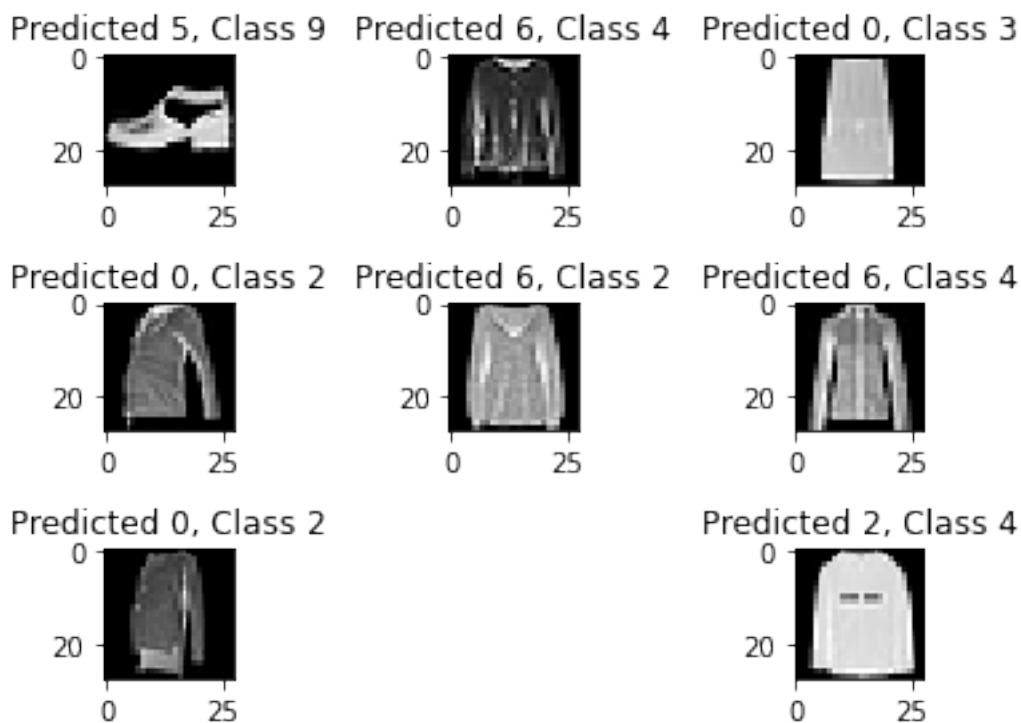 Predicted 5, Class 9 Predicted 6, Class 4 Predicted 0, Class 3
0 0 0
20 20 20
0 25 0 25 0 25
Predicted 0, Class 2 Predicted 6, Class 2 Predicted 6, Class 4
0 0 0
20 20 20
0 25 0 25 0 25
Predicted 0, Class 2 Predicted 2, Class 4
0 0
20 20
0 25 0 25